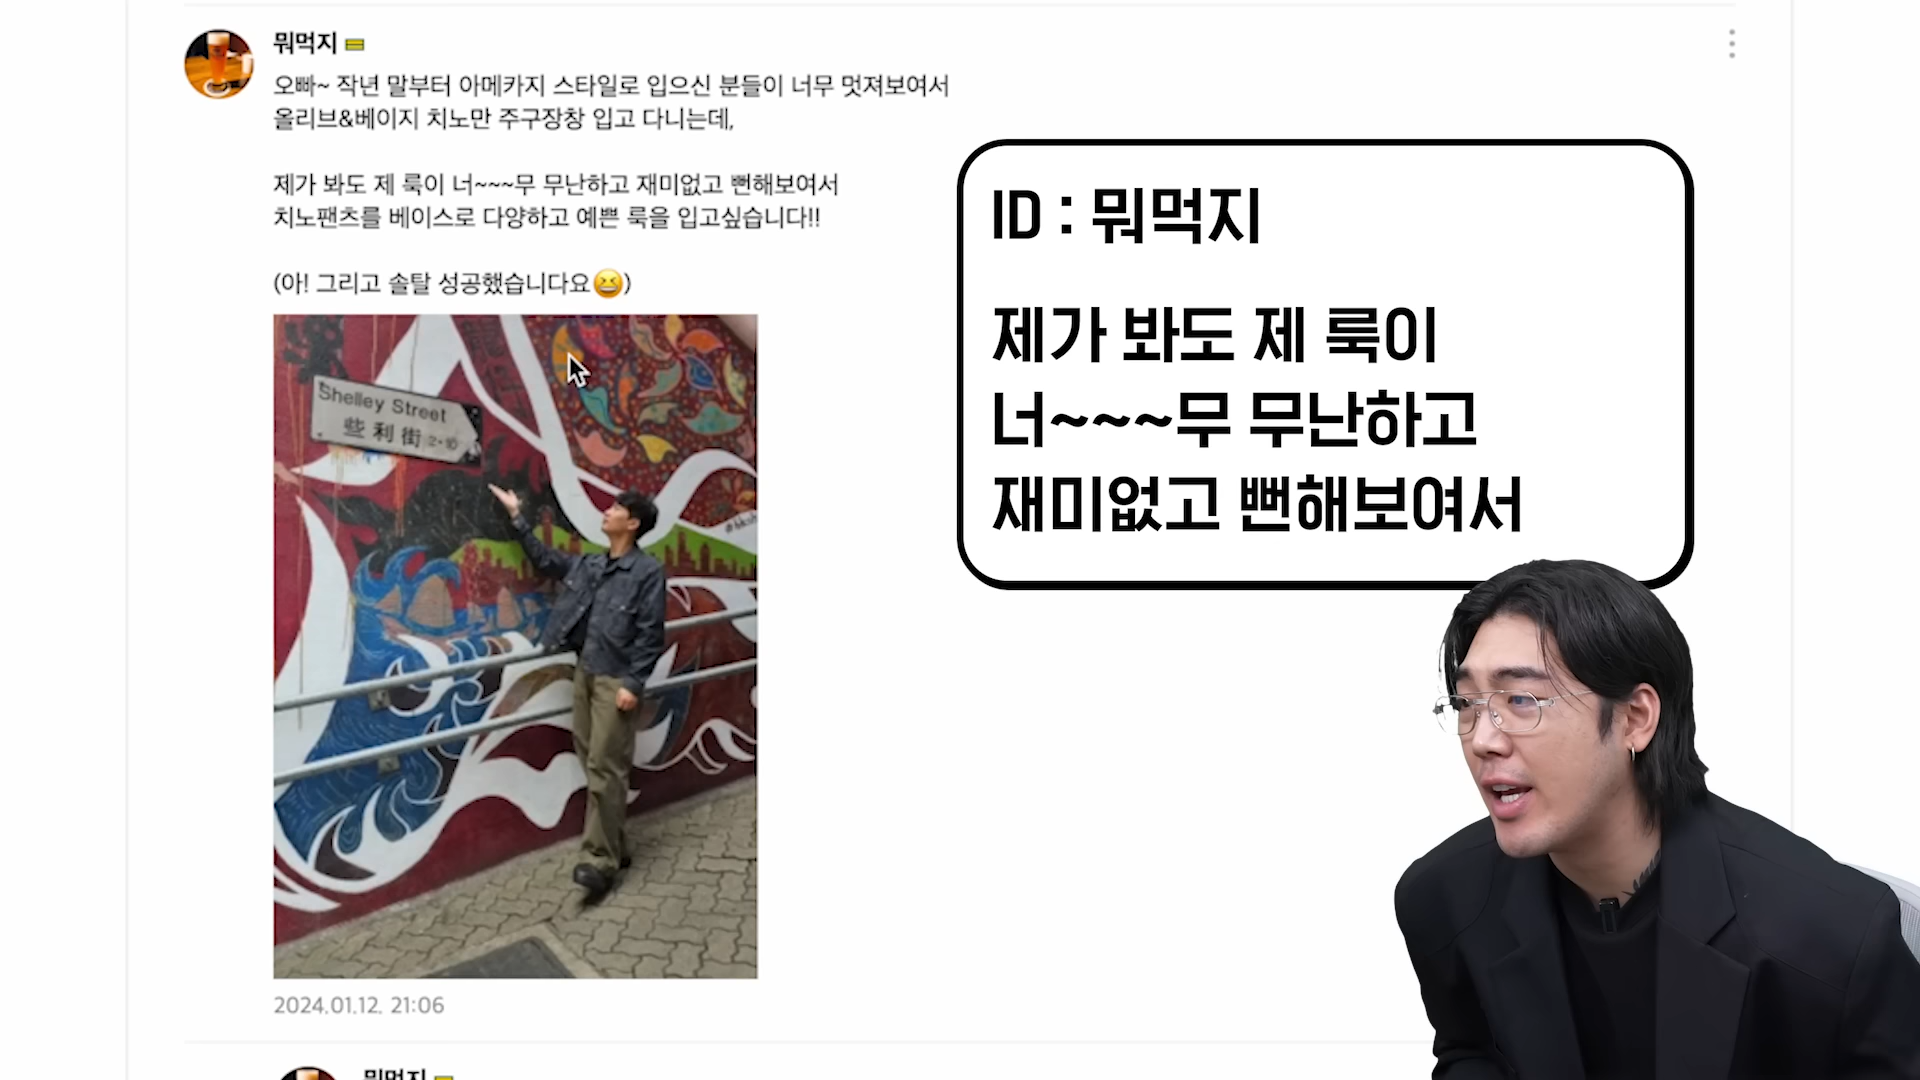 뭐먹지
오빠~ 작년 말부터 아메카지 스타일로 입으신 분들이 너무 멋져보여서
올리브&베이지 치노만 주구장창 입고 다니는데,
제가 봐도 제 룩이 너~~~무 무난하고 재미없고 뻔해보여서
치노팬츠를 베이스로 다양하고 예쁜 룩을 입고싶습니다!!
(아! 그리고 솔탈 성공했습니다요😆)
Shelley Street
些利街 2-10
2024.01.12. 21:06
뭐먹지
ID : 뭐먹지
제가 봐도 제 룩이
너~~~무 무난하고
재미없고 뻔해보여서